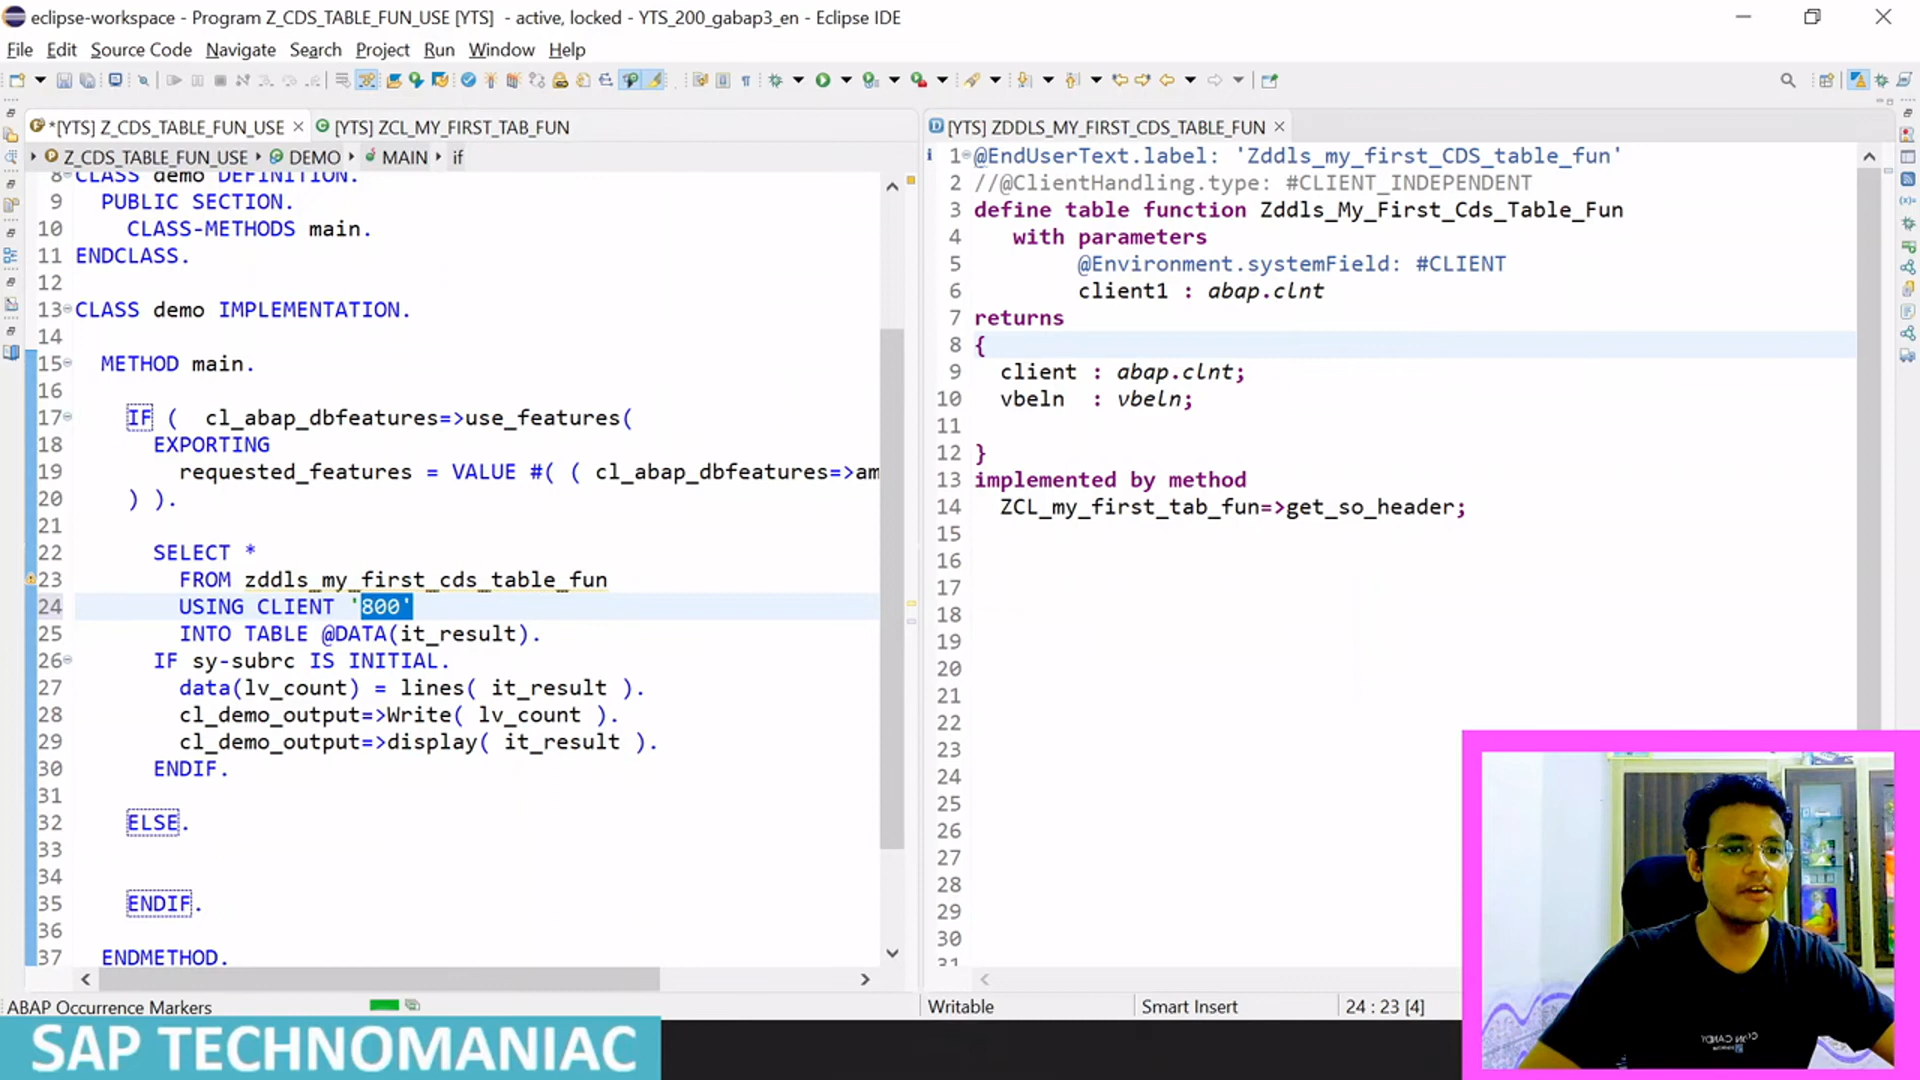 eclipse-workspace - Program Z_CDS_TABLE_FUN_USE [YTS] - active, locked - YTS_200_gabap3_en - Eclipse IDE
File Edit Source Code Navigate Search Project Run Window Help
*[YTS] Z_CDS_TABLE_FUN_USE
[YTS] ZCL_MY_FIRST_TAB_FUN
Z_CDS_TABLE_FUN_USE DEMO MAIN if
8 CLASS demo DEFINITION.
9 PUBLIC SECTION.
10 CLASS-METHODS main.
11 ENDCLASS.
12
13 CLASS demo IMPLEMENTATION.
14
15 METHOD main.
16
17 IF ( cl_abap_dbfeatures=>use_features(
18 EXPORTING
19 requested_features = VALUE #( ( cl_abap_dbfeatures=>am
20 ) ).
21
22 SELECT *
23 FROM zddls_my_first_cds_table_fun
24 USING CLIENT '800'
25 INTO TABLE @DATA(it_result).
26 IF sy-subrc IS INITIAL.
27 data(lv_count) = lines( it_result ).
28 cl_demo_output=>Write( lv_count ).
29 cl_demo_output=>display( it_result ).
30 ENDIF.
31
32 ELSE.
33
34
35 ENDIF.
36
37 ENDMETHOD.
[YTS] ZDDLS_MY_FIRST_CDS_TABLE_FUN
1 @EndUserText.label: 'Zddls_my_first_CDS_table_fun'
2 //@ClientHandling.type: #CLIENT_INDEPENDENT
3 define table function Zddls_My_First_Cds_Table_Fun
4 with parameters
5 @Environment.systemField: #CLIENT
6 client1 : abap.clnt
7 returns
8 {
9 client : abap.clnt;
10 vbeln : vbeln;
11
12 }
13 implemented by method
14 ZCL_my_first_tab_fun=>get_so_header;
15
16
17
18
19
20
21
22
23
24
25
26
27
28
29
30
31
ABAP Occurrence Markers
Writable
Smart Insert
24 : 23 [4]
SAP TECHNOMANIAC